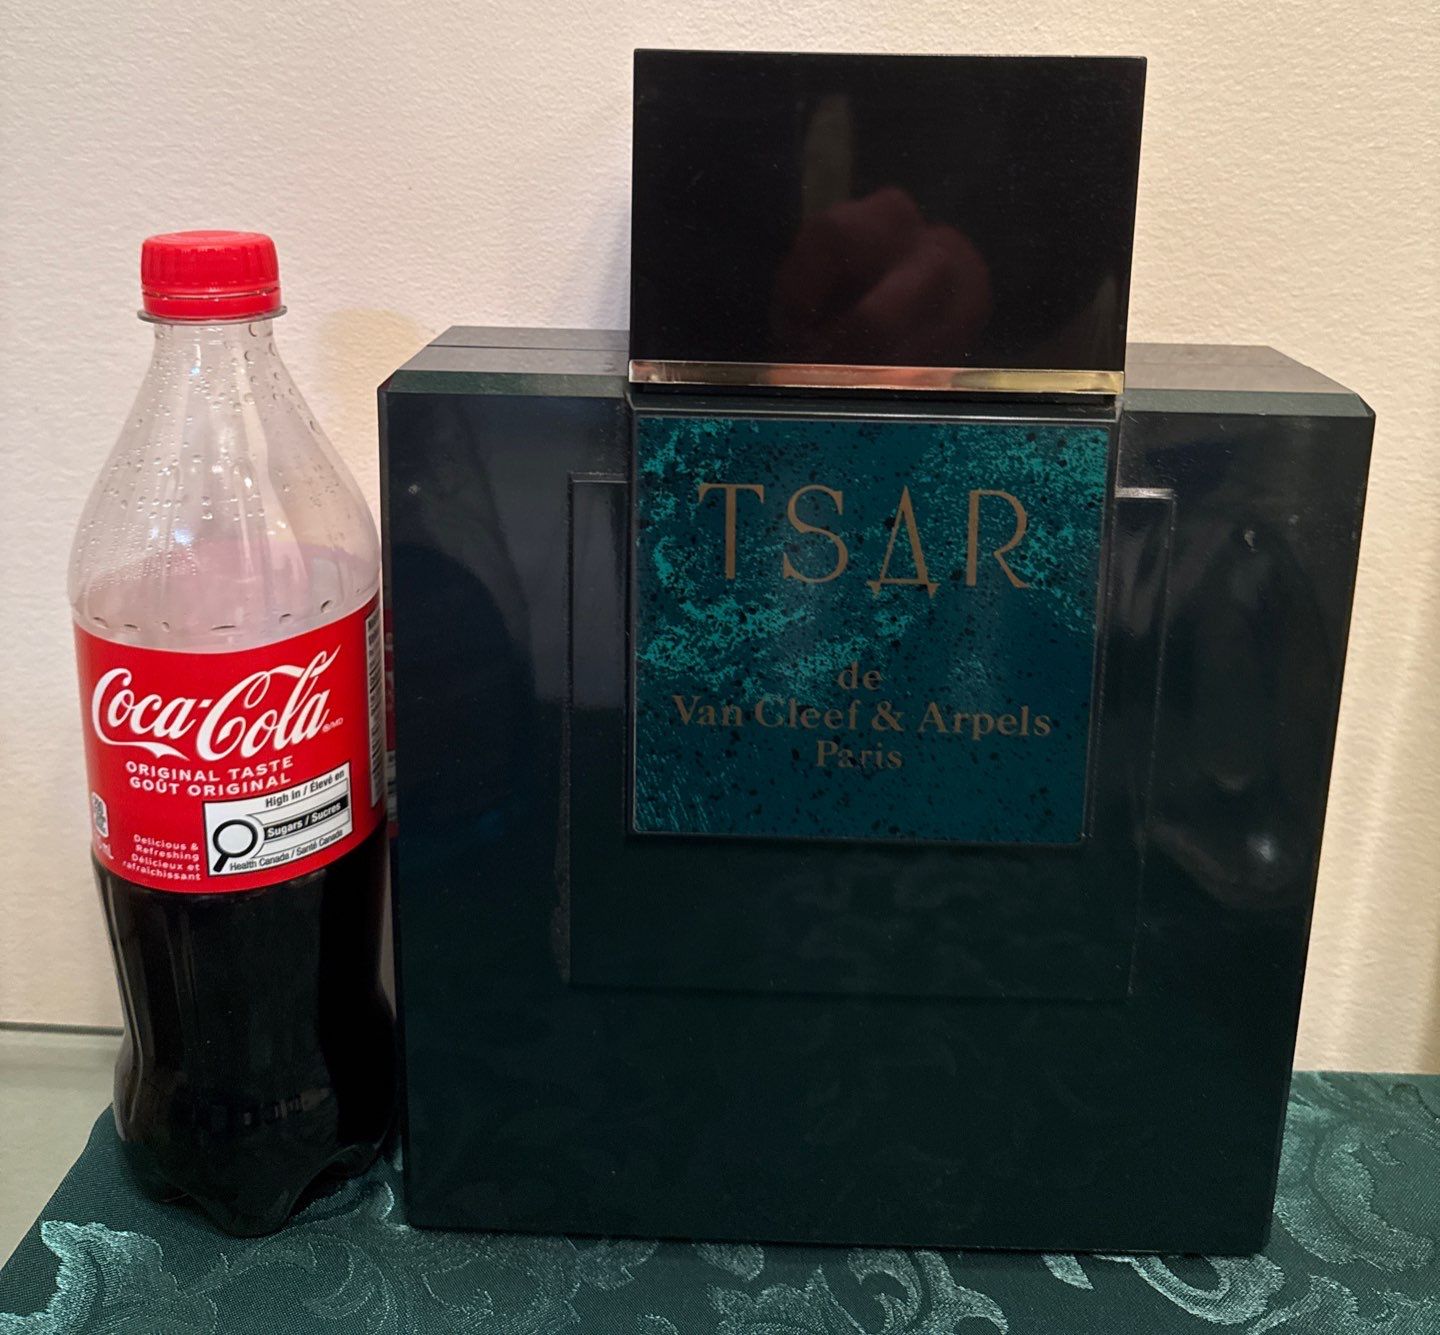 Coca-Cola
ORIGINAL TASTE
GOÛT ORIGINAL
High in / Élevé en
Sugars / Sucres
Health Canada / Santé Canada
Delicious &
Refreshing
Délicieux et
rafraîchissant
TSAR
de
Van Cleef & Arpels
Paris